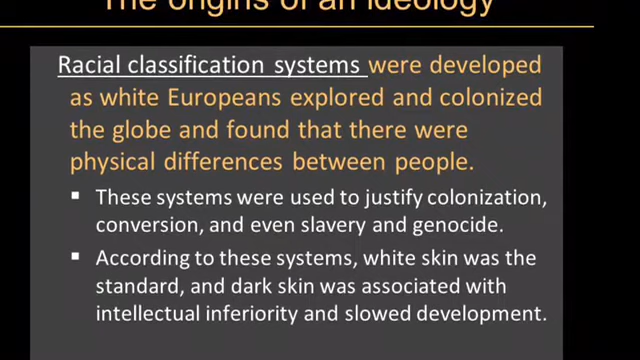 The origins of an ideology
Racial classification systems were developed
as white Europeans explored and colonized
the globe and found that there were
physical differences between people.
▪ These systems were used to justify colonization,
conversion, and even slavery and genocide.
▪ According to these systems, white skin was the
standard, and dark skin was associated with
intellectual inferiority and slowed development.